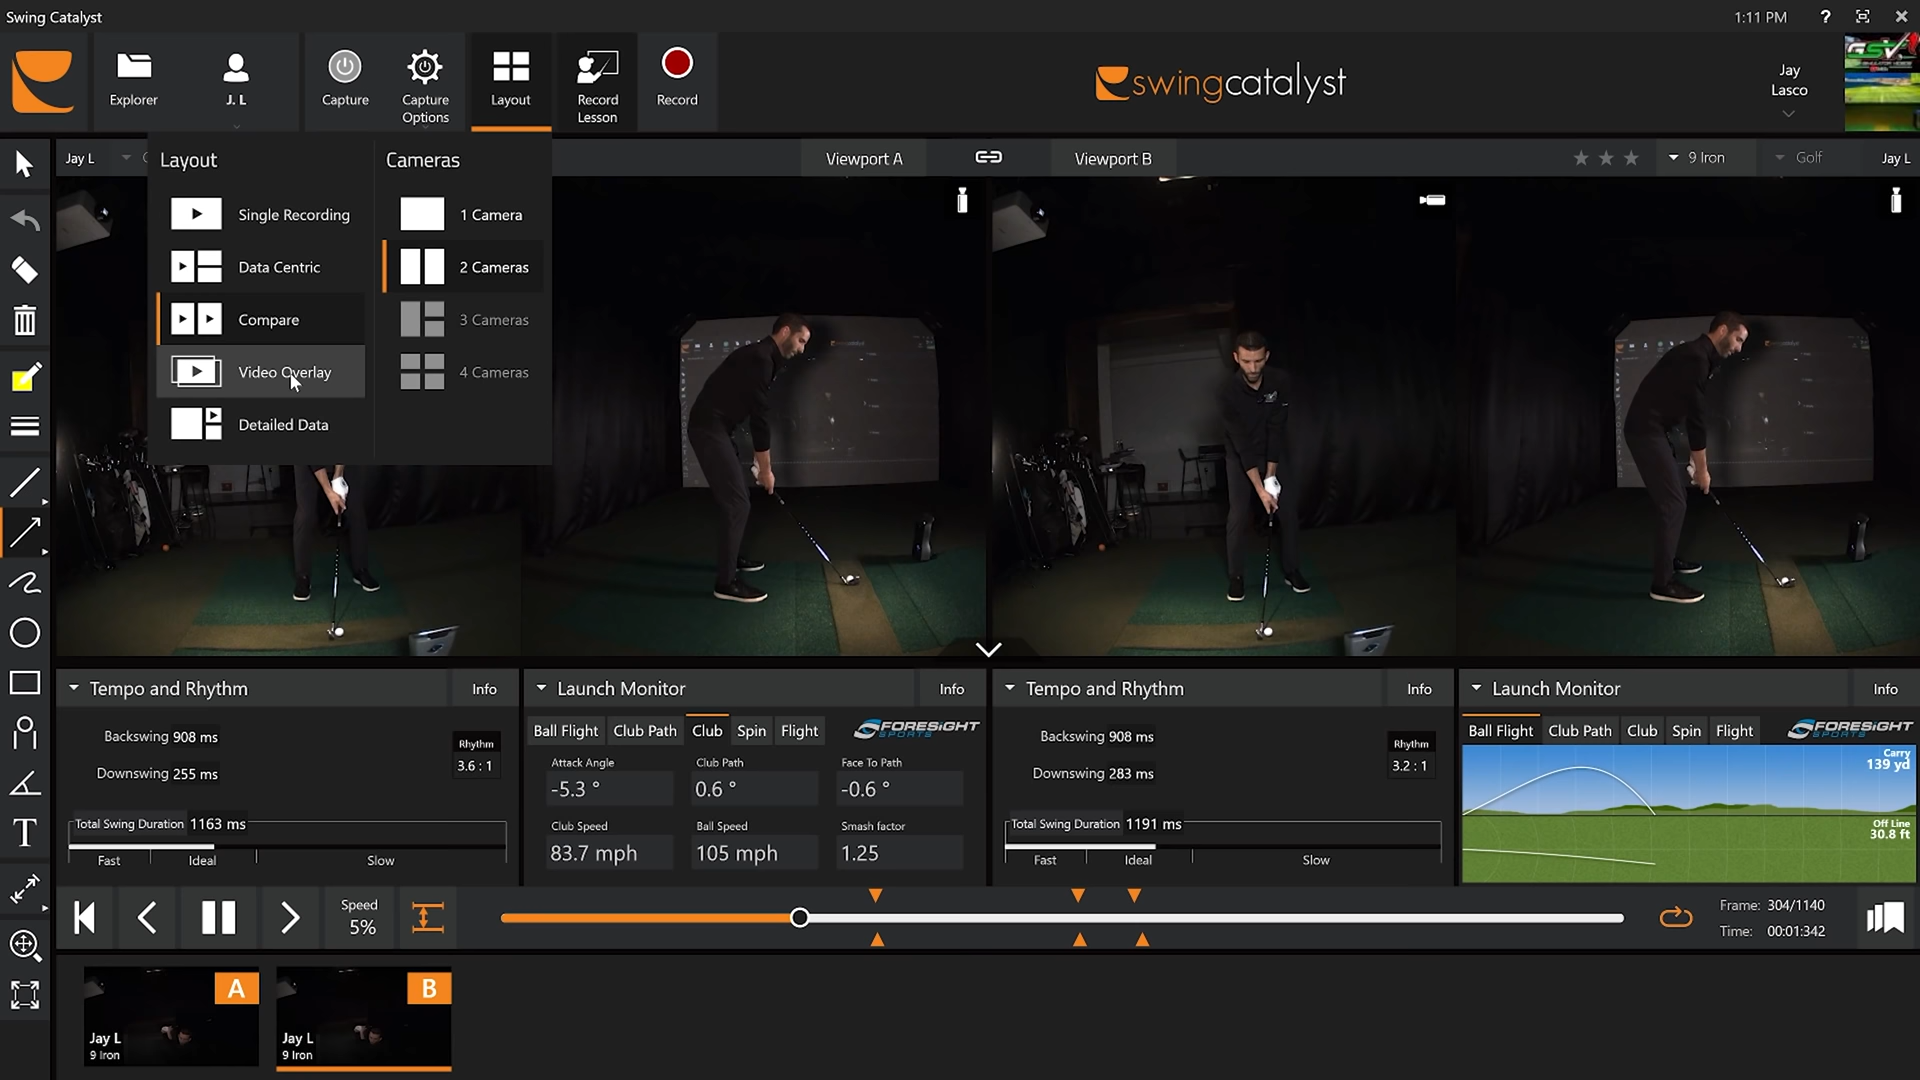 Swing Catalyst
1:11 PM
?
Explorer
J. L
Capture
Capture
Options
Layout
Record
Lesson
Record
swingcatalyst
Jay
Lasco
GSV
Jay L
Viewport A
Viewport B
9 Iron
Golf
Jay L
Layout
Single Recording
Data Centric
Compare
Video Overlay
Detailed Data
Cameras
1 Camera
2 Cameras
3 Cameras
4 Cameras
T
Tempo and Rhythm
Info
Backswing 908 ms
Downswing 255 ms
Rhythm
3.6 : 1
Total Swing Duration 1163 ms
Fast
Ideal
Slow
Launch Monitor
Info
Ball Flight
Club Path
Club
Spin
Flight
FORESIGHT
SPORTS
Attack Angle
Club Path
Face To Path
-5.3 °
0.6 °
-0.6 °
Club Speed
Ball Speed
Smash factor
83.7 mph
105 mph
1.25
Tempo and Rhythm
Info
Backswing 908 ms
Downswing 283 ms
Rhythm
3.2 : 1
Total Swing Duration 1191 ms
Fast
Ideal
Slow
Launch Monitor
Info
Ball Flight
Club Path
Club
Spin
Flight
FORESIGHT
SPORTS
Carry
139 yd
Off Line
30.8 ft
Speed
5%
Frame: 304/1140
Time: 00:01:342
A
Jay L
9 Iron
B
Jay L
9 Iron